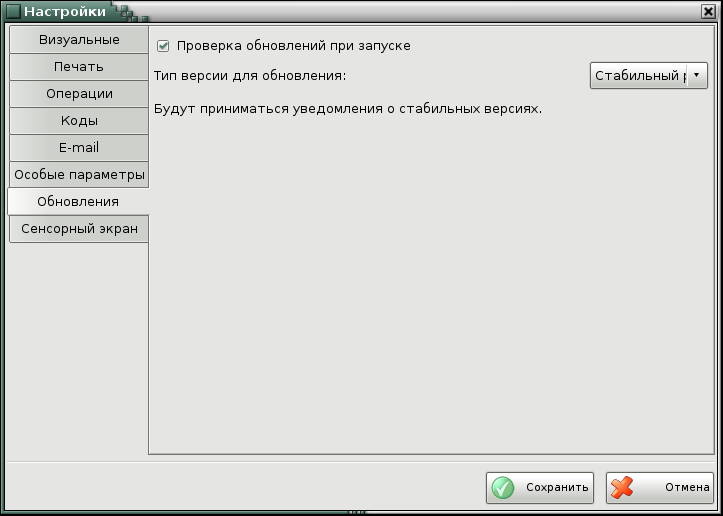 Настройки
Визуальные
Печать
Операции
Коды
E-mail
Особые параметры
Обновления
Сенсорный экран
Проверка обновлений при запуске
Тип версии для обновления:
Стабильный
Будут приниматься уведомления о стабильных версиях.
Сохранить
Отмена